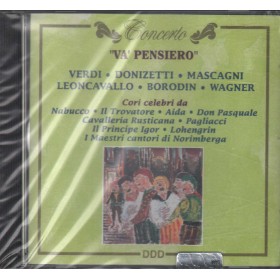 Concerto
"VA' PENSIERO"
VERDI • DONIZETTI • MASCAGNI
LEONCAVALLO • BORODIN • WAGNER
Cori celebri da
Nabucco • Il Trovatore • Aida • Don Pasquale
Cavalleria Rusticana • Pagliacci
Il Principe Igor • Lohengrin
I Maestri cantori di Norimberga
DDD